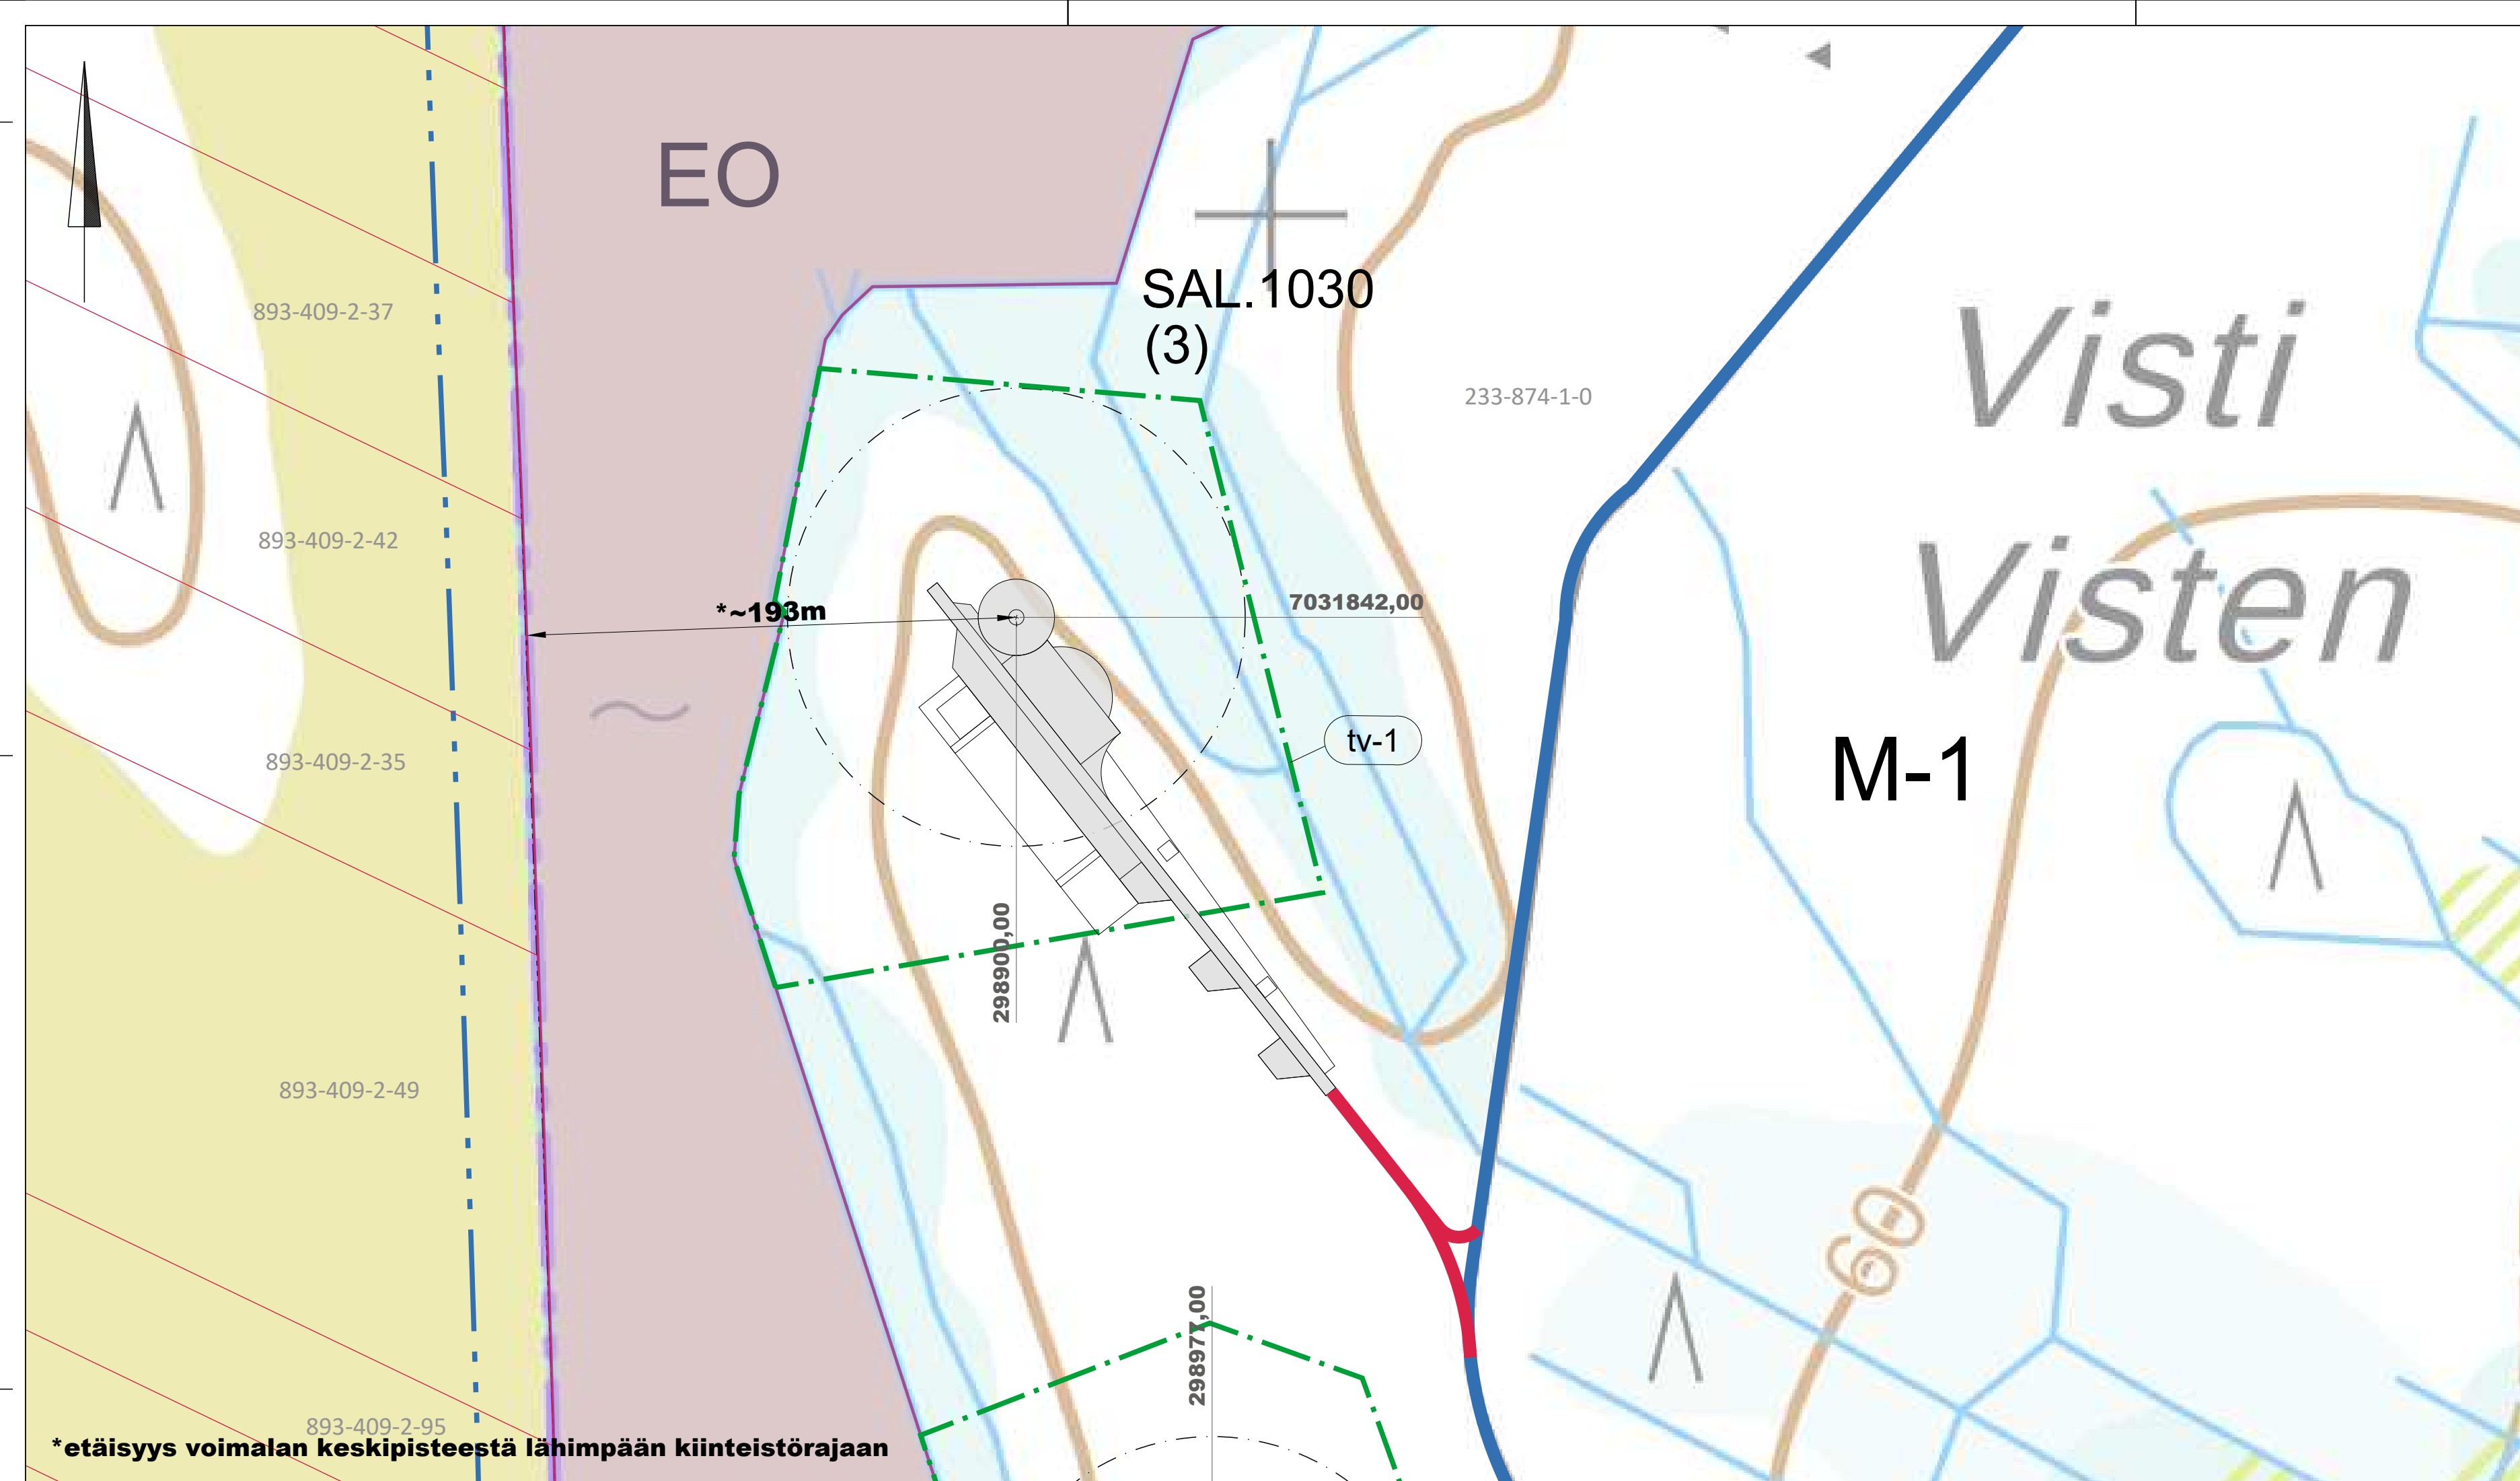 EO
SAL.1030
(3)
893-409-2-37
233-874-1-0
Visti
893-409-2-42
Visten
*~193m
7031842,00
tv-1
893-409-2-35
M-1
298900,00
893-409-2-49
60
298977,00
893-409-2-95
*etäisyys voimalan keskipisteestä lähimpään kiinteistörajaan